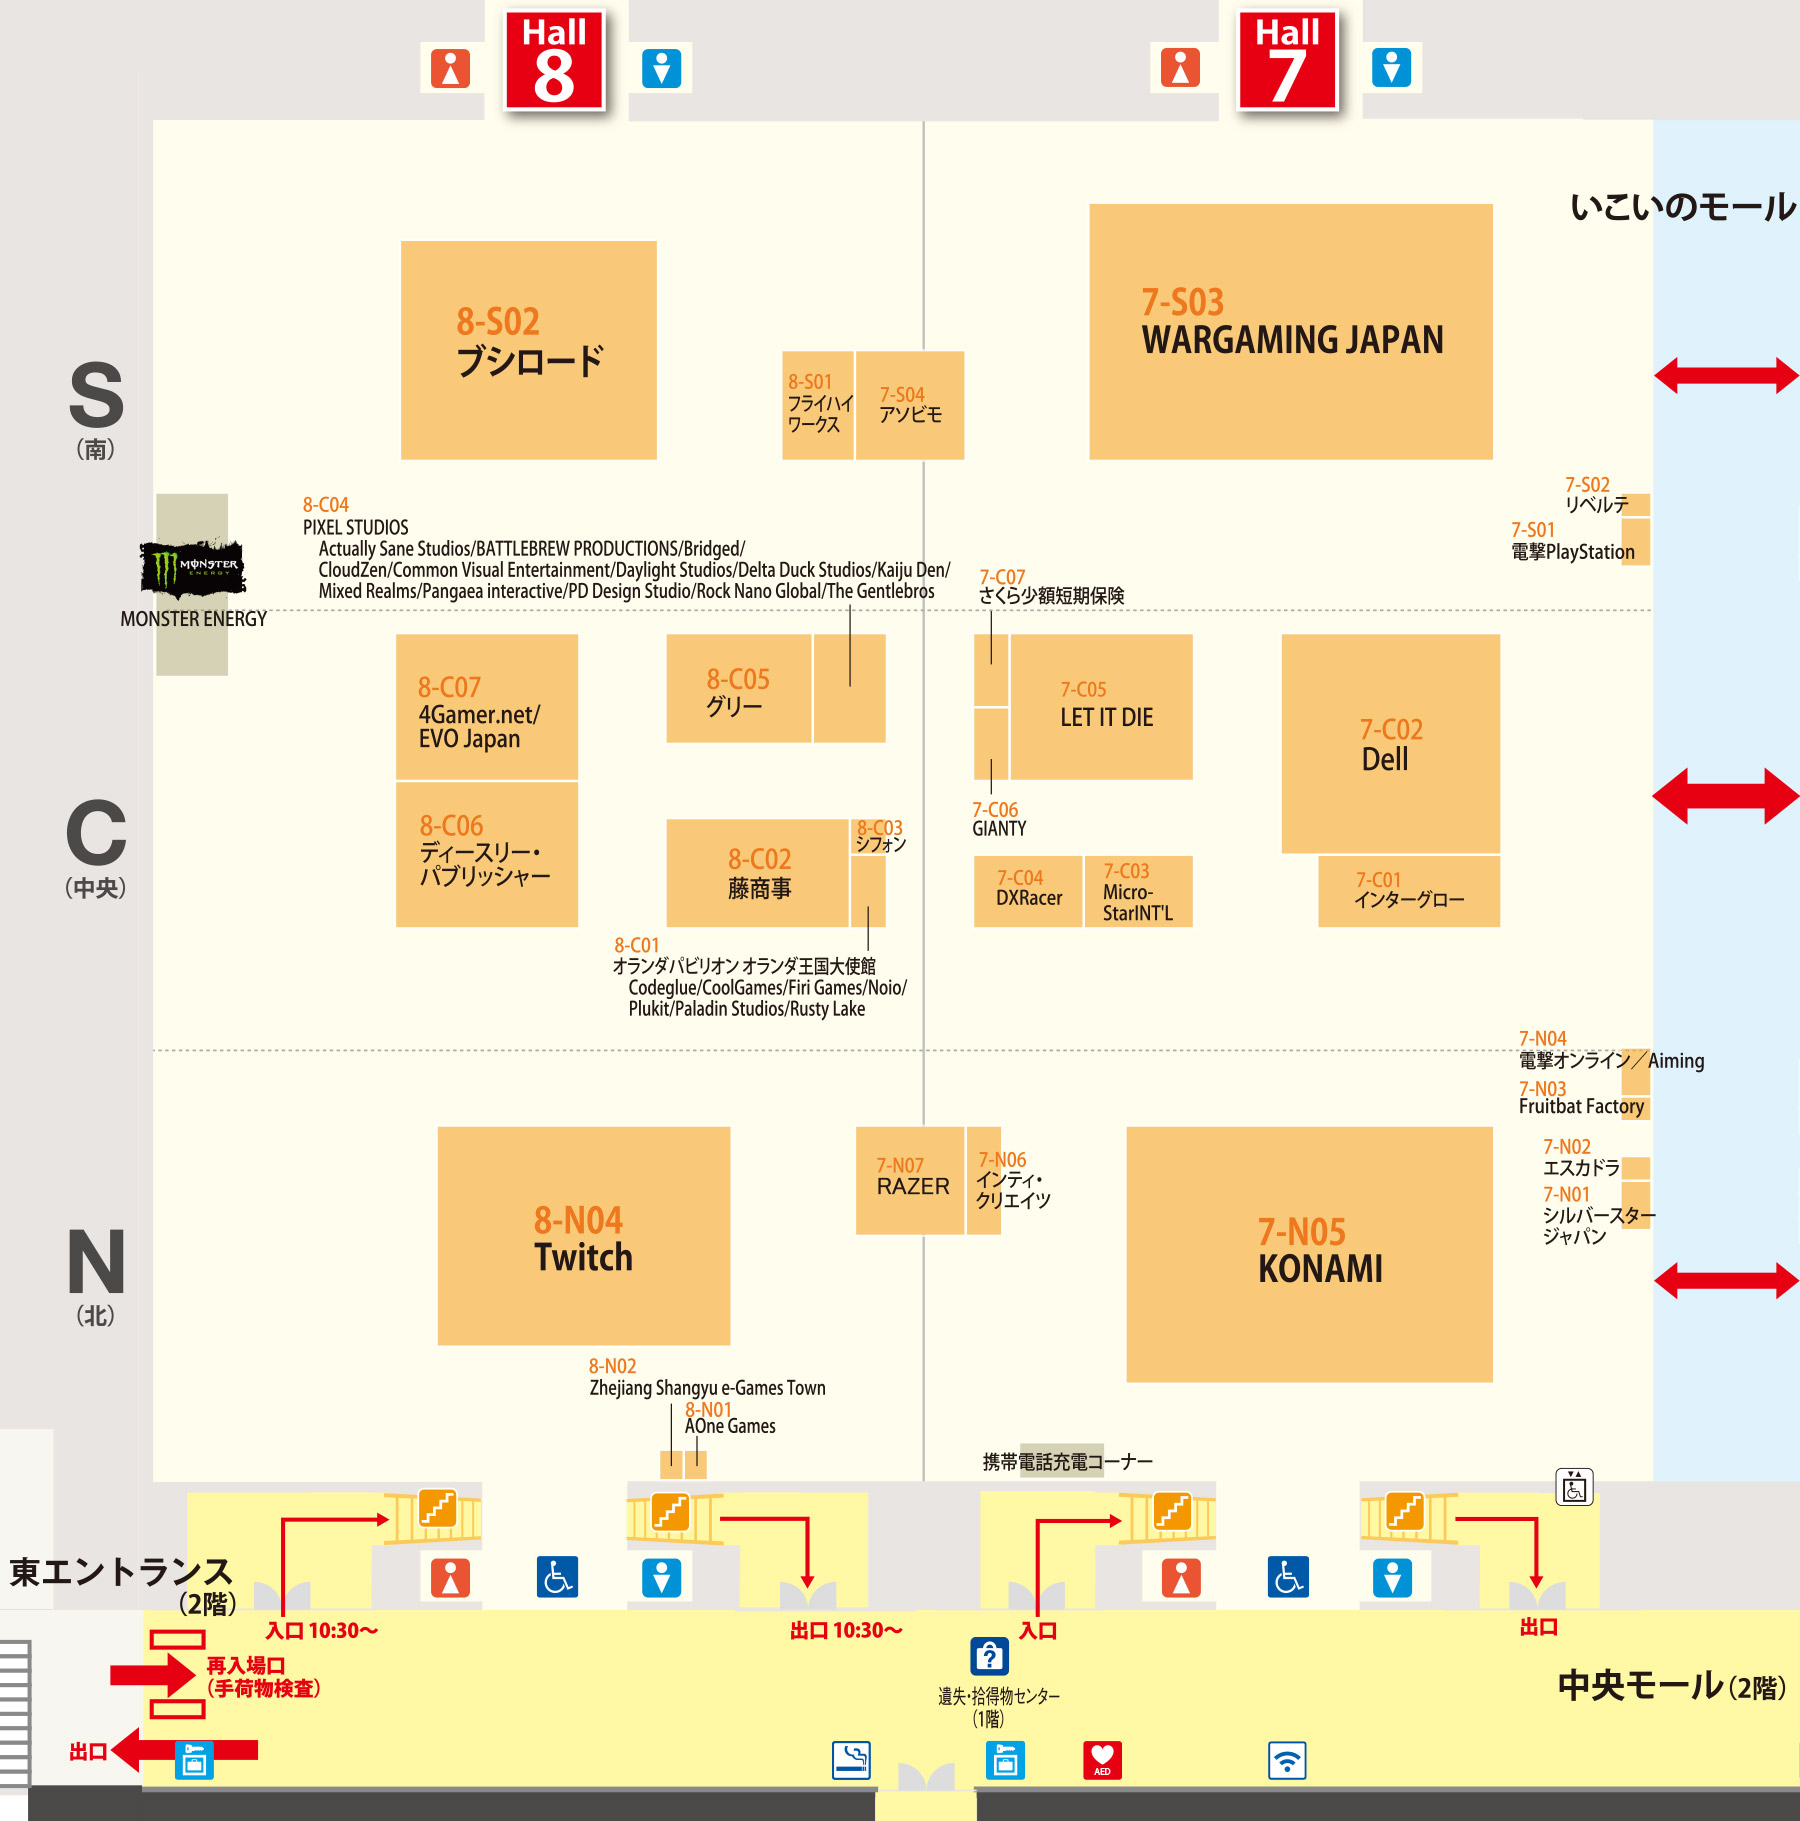 Hall
8
Hall
7
いこいのモール
8-S02
ブシロード
7-S03
WARGAMING JAPAN
8-S01
フライハイ
ワークス
7-S04
アソビモ
S
(南)
8-C04
PIXEL STUDIOS
Actually Sane Studios/BATTLEBREW PRODUCTIONS/Bridged/
CloudZen/Common Visual Entertainment/Daylight Studios/Delta Duck Studios/Kaiju Den/
Mixed Realms/Pangaea interactive/PD Design Studio/Rock Nano Global/The Gentlebros
7-S02
リベルテ
7-S01
電撃PlayStation
MONSTER
ENERGY
MONSTER ENERGY
7-C07
さくら少額短期保険
8-C07
4Gamer.net/
EVO Japan
8-C05
グリー
7-C05
LET IT DIE
7-C02
Dell
C
(中央)
8-C06
ディースリー・
パブリッシャー
8-C02
藤商事
8-C03
シフォン
7-C06
GIANTY
7-C04
DXRacer
7-C03
Micro-
StarINT'L
7-C01
インターグロー
8-C01
オランダパビリオン オランダ王国大使館
Codeglue/CoolGames/Firi Games/Noio/
Plukit/Paladin Studios/Rusty Lake
7-N04
電撃オンライン／Aiming
7-N03
Fruitbat Factory
7-N02
エスカドラ
7-N01
シルバースター
ジャパン
N
(北)
8-N04
Twitch
7-N07
RAZER
7-N06
インティ・
クリエイツ
7-N05
KONAMI
8-N02
Zhejiang Shangyu e-Games Town
8-N01
AOne Games
携帯電話充電コーナー
東エントランス
(2階)
入口 10:30〜
出口 10:30〜
入口
出口
再入場口
(手荷物検査)
出口
?
遺失・拾得物センター
(1階)
中央モール(2階)
AED